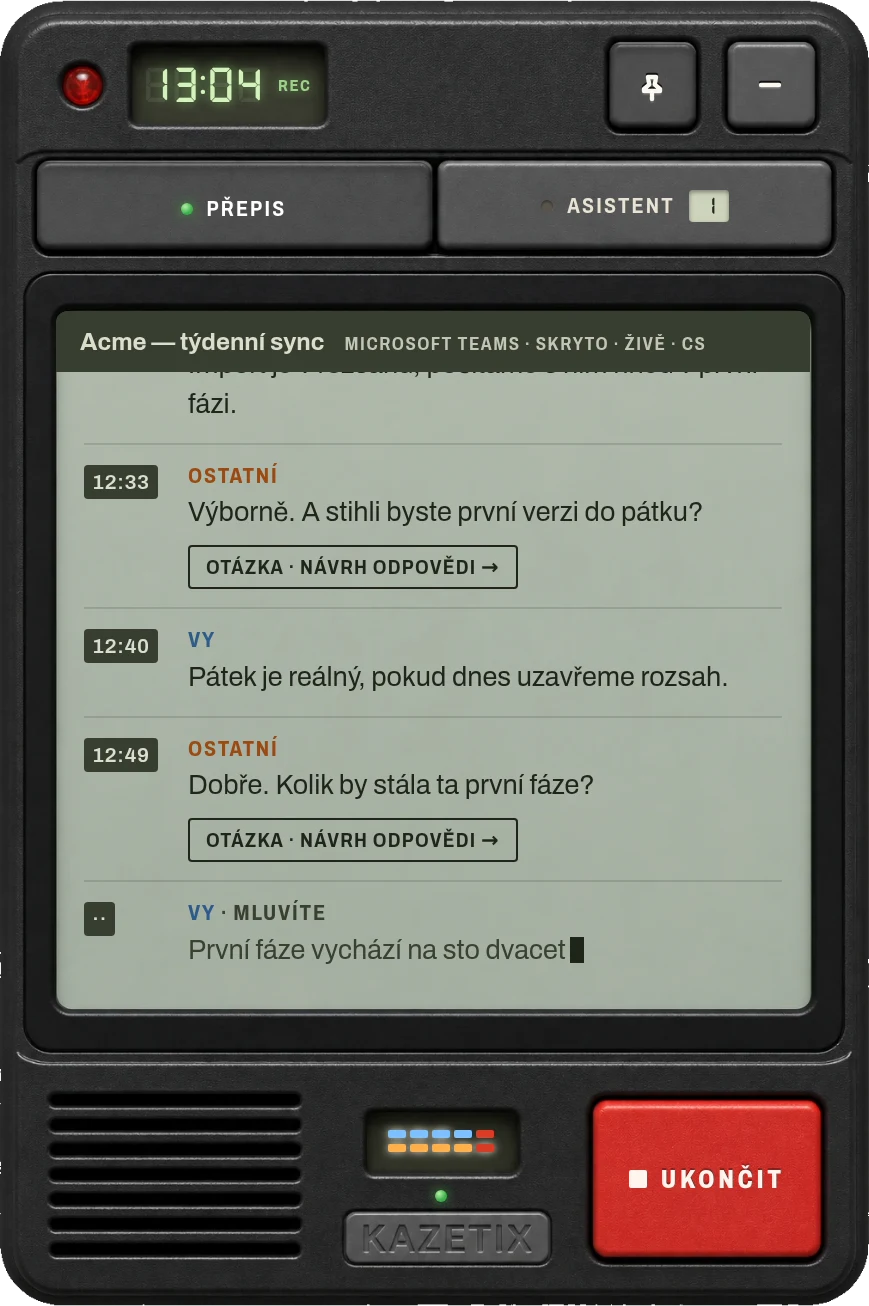 13:04 REC
PŘEPIS
ASISTENT 1
Acme — týdenní sync MICROSOFT TEAMS · SKRYTO · ŽIVĚ · CS
fázi.
12:33 OSTATNÍ
Výborně. A stihli byste první verzi do pátku?
OTÁZKA · NÁVRH ODPOVĚDI →
12:40 VY
Pátek je reálný, pokud dnes uzavřeme rozsah.
12:49 OSTATNÍ
Dobře. Kolik by stála ta první fáze?
OTÁZKA · NÁVRH ODPOVĚDI →
·· VY · MLUVÍTE
První fáze vychází na sto dvacet
KAZETIX
UKONČIT